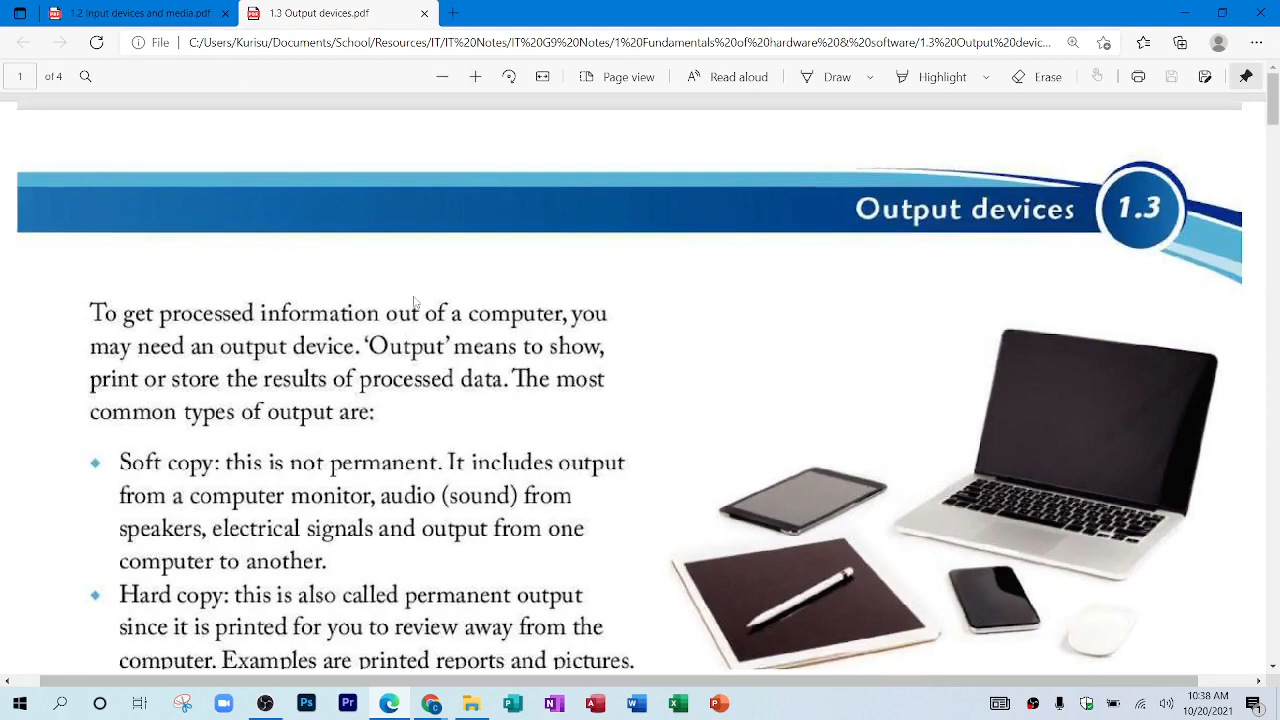 1.2 Input devices and media.pdf
1.3 Output devices.pdf
File C:/Users/Kurisu/Documents/School/Resources/IT/IT%20Notes/IT%20G9%20Notes/1%20Fundamentals%20of%20hardware%20&%20software/1.3%20Output%20devic...
1 of 4 Page view Read aloud Draw Highlight Erase
Output devices 1.3
To get processed information out of a computer, you
may need an output device. ‘Output’ means to show,
print or store the results of processed data. The most
common types of output are:
Soft copy: this is not permanent. It includes output
from a computer monitor, audio (sound) from
speakers, electrical signals and output from one
computer to another.
Hard copy: this is also called permanent output
since it is printed for you to review away from the
computer. Examples are printed reports and pictures.
10:38 AM
10/20/2021